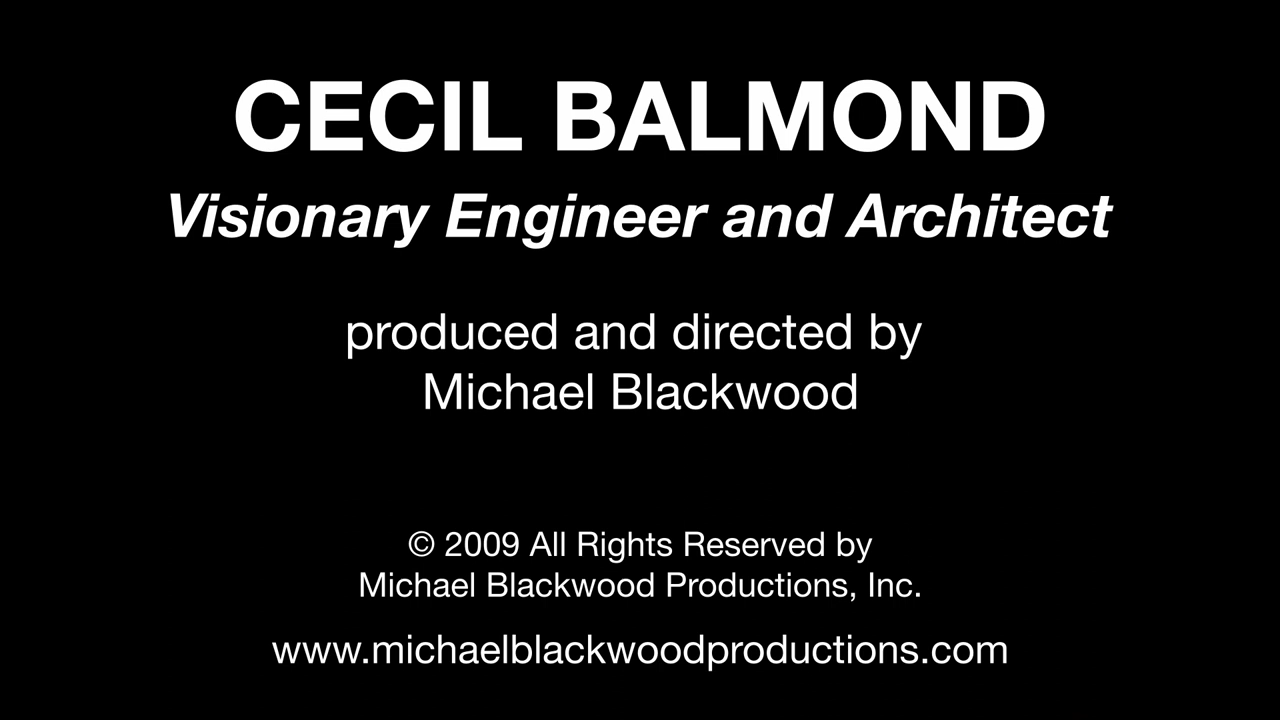 CECIL BALMOND
Visionary Engineer and Architect
produced and directed by
Michael Blackwood
© 2009 All Rights Reserved by
Michael Blackwood Productions, Inc.
www.michaelblackwoodproductions.com